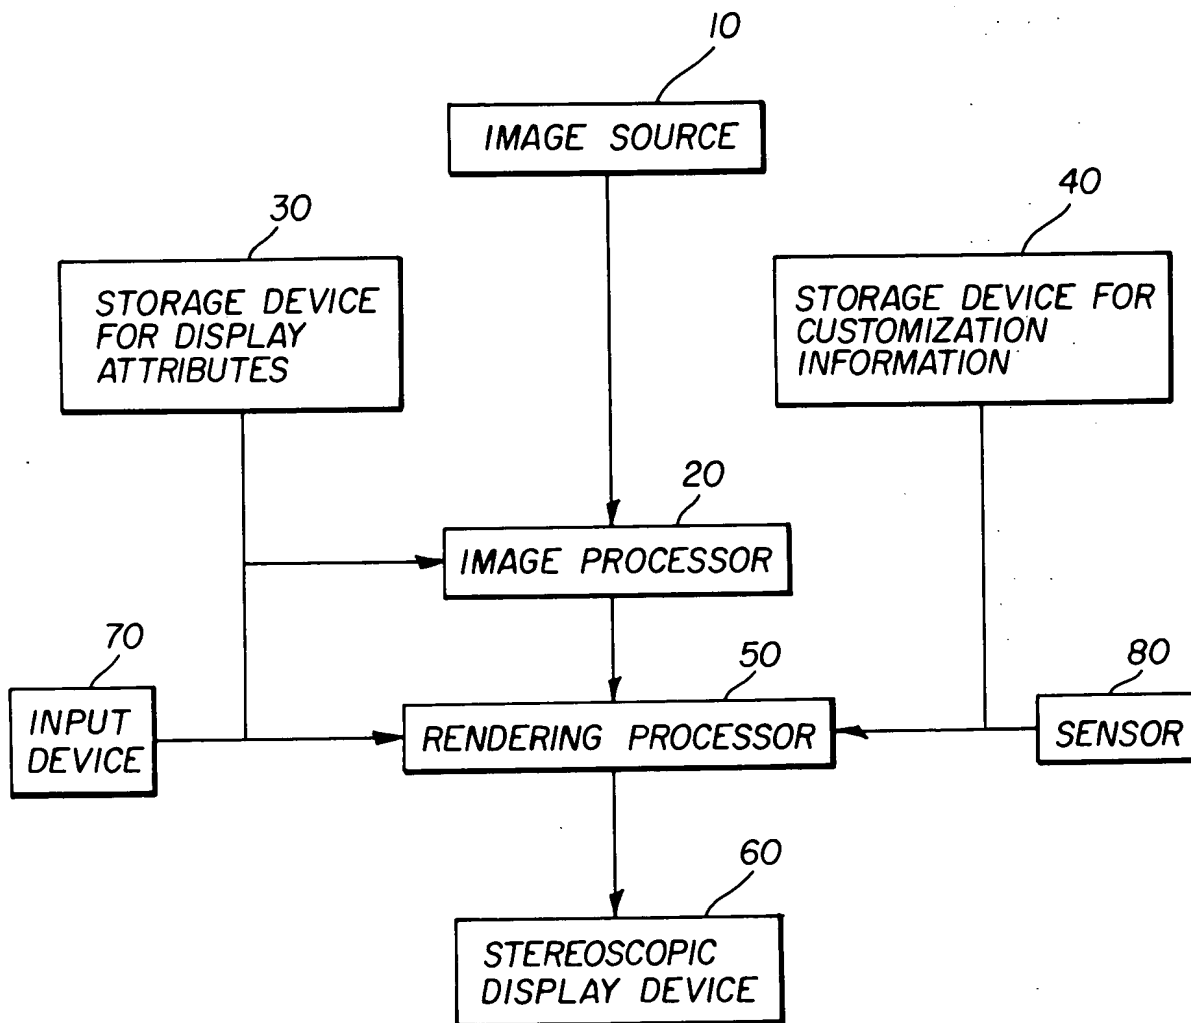 10
IMAGE SOURCE
30
STORAGE DEVICE
FOR DISPLAY
ATTRIBUTES
40
STORAGE DEVICE FOR
CUSTOMIZATION
INFORMATION
20
IMAGE PROCESSOR
70
INPUT
DEVICE
50
RENDERING PROCESSOR
80
SENSOR
60
STEREOSCOPIC
DISPLAY DEVICE